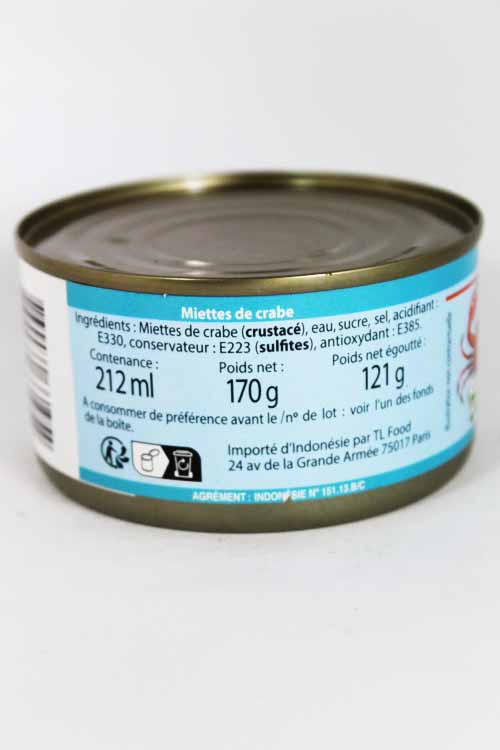 Miettes de crabe
Ingrédients : Miettes de crabe (crustacé), eau, sucre, sel, acidifiant :
E330, conservateur : E223 (sulfites), antioxydant : E385.
Contenance :
212 ml
Poids net :
170 g
Poids net égoutté :
121 g
A consommer de préférence avant le /n° de lot : voir l'un des fonds
de la boîte.
Importé d'Indonésie par TL Food
24 av de la Grande Armée 75017 Paris
AGRÉMENT : INDONÉSIE N° 151.13.B/C
Illustration non contractuelle